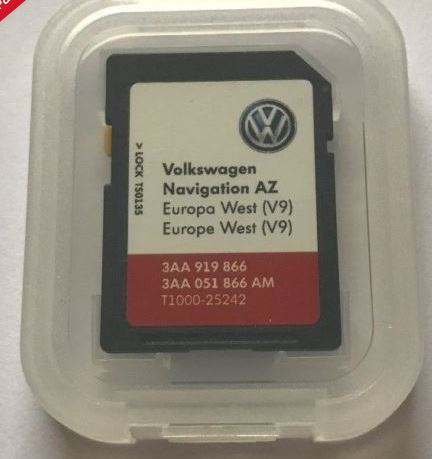 Volkswagen
Navigation AZ
Europa West (V9)
Europe West (V9)
3AA 919 866
3AA 051 866 AM
T1000-25242
> LOCK TS0135